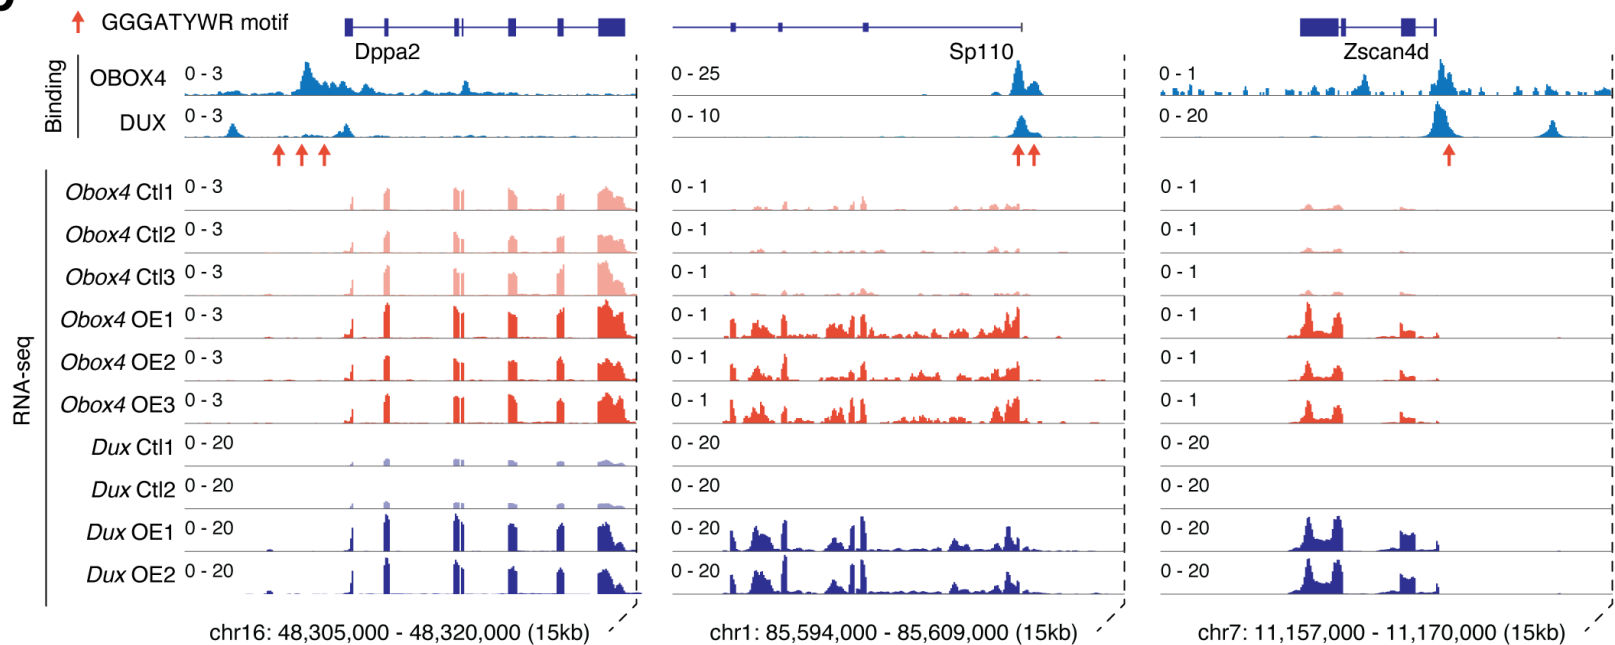 GGGATYWR motif
Dppa2
Sp110
Zscan4d
Binding
OBOX4 0 - 3 0 - 25 0 - 1
DUX 0 - 3 0 - 10 0 - 20
RNA-seq
Obox4 Ctl1 0 - 3 0 - 1 0 - 1
Obox4 Ctl2 0 - 3 0 - 1 0 - 1
Obox4 Ctl3 0 - 3 0 - 1 0 - 1
Obox4 OE1 0 - 3 0 - 1 0 - 1
Obox4 OE2 0 - 3 0 - 1 0 - 1
Obox4 OE3 0 - 3 0 - 1 0 - 1
Dux Ctl1 0 - 20 0 - 20 0 - 20
Dux Ctl2 0 - 20 0 - 20 0 - 20
Dux OE1 0 - 20 0 - 20 0 - 20
Dux OE2 0 - 20 0 - 20 0 - 20
chr16: 48,305,000 - 48,320,000 (15kb)
chr1: 85,594,000 - 85,609,000 (15kb)
chr7: 11,157,000 - 11,170,000 (15kb)